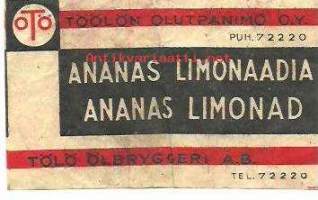 OTO
TÖÖLÖN OLUTPANIMO O.Y.
PUH. 72220
Antikvariaatti.net
ANANAS LIMONAADIA
ANANAS LIMONAD
TÖLÖ ÖLBRYGGERI A.B.
TEL. 72220